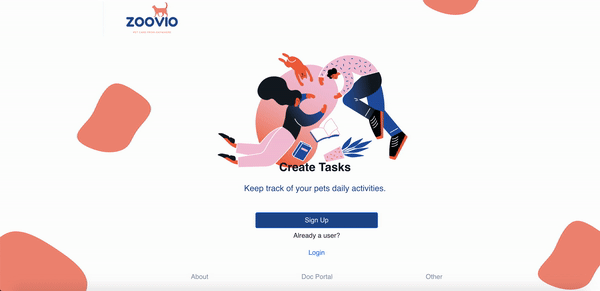 ZOOVIO
Create Tasks
Keep track of your pets daily activities.
Sign Up
Already a user?
Login
About
Doc Portal
Other